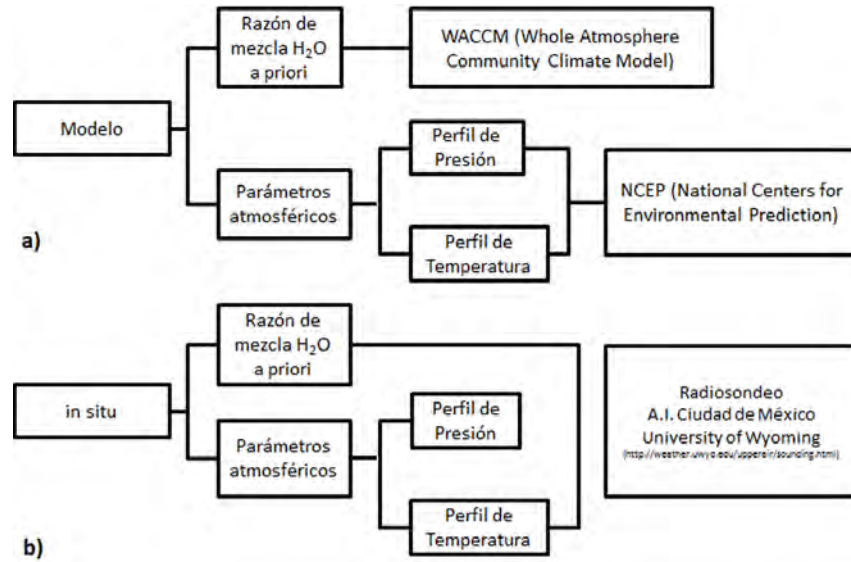 Razón de
mezcla H₂O
a priori
WACCM (Whole Atmosphere
Community Climate Model)
Modelo
Parámetros
atmosféricos
Perfil de
Presión
Perfil de
Temperatura
NCEP (National Centers for
Environmental Prediction)
a)
Razón de
mezcla H₂O
a priori
in situ
Parámetros
atmosféricos
Perfil de
Presión
Perfil de
Temperatura
Radiosondeo
A.I. Ciudad de México
University of Wyoming
(http://weather.uwyo.edu/upperair/sounding.html)
b)